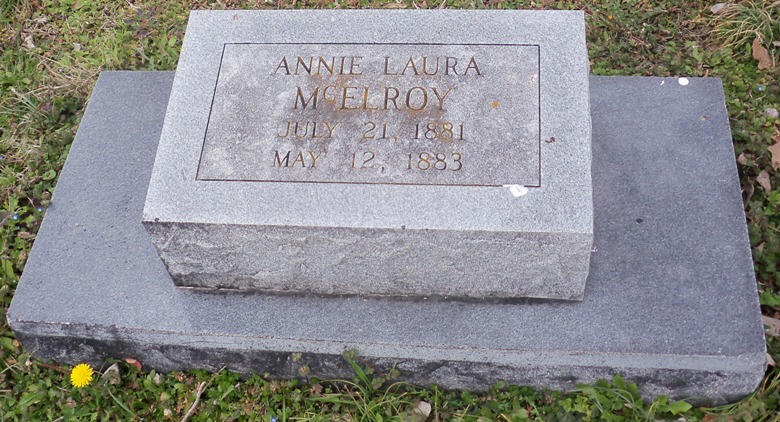 ANNIE LAURA
McELROY
JULY 21, 1881
MAY 12, 1883